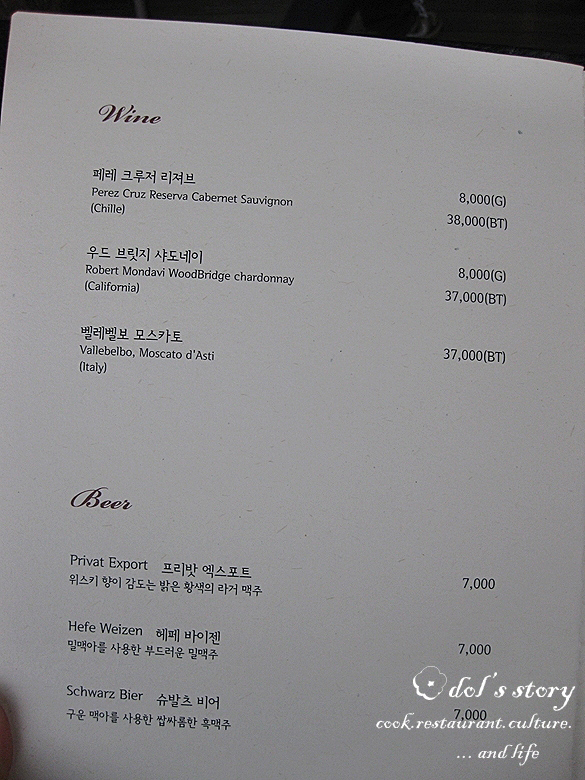 Wine
페레 크루저 리져브
Perez Cruz Reserva Cabernet Sauvignon
(Chille)
8,000(G)
38,000(BT)
우드 브릿지 샤도네이
Robert Mondavi WoodBridge chardonnay
(California)
8,000(G)
37,000(BT)
벨레벨보 모스카토
Vallebelbo, Moscato d'Asti
(Italy)
37,000(BT)
Beer
Privat Export 프리밧 엑스포트
위스키 향이 감도는 밝은 황색의 라거 맥주
7,000
Hefe Weizen 헤페 바이젠
밀맥아를 사용한 부드러운 밀맥주
7,000
Schwarz Bier 슈발츠 비어
구운 맥아를 사용한 쌉싸름한 흑맥주
7,000
dol's story
cook.restaurant.culture.
... and life